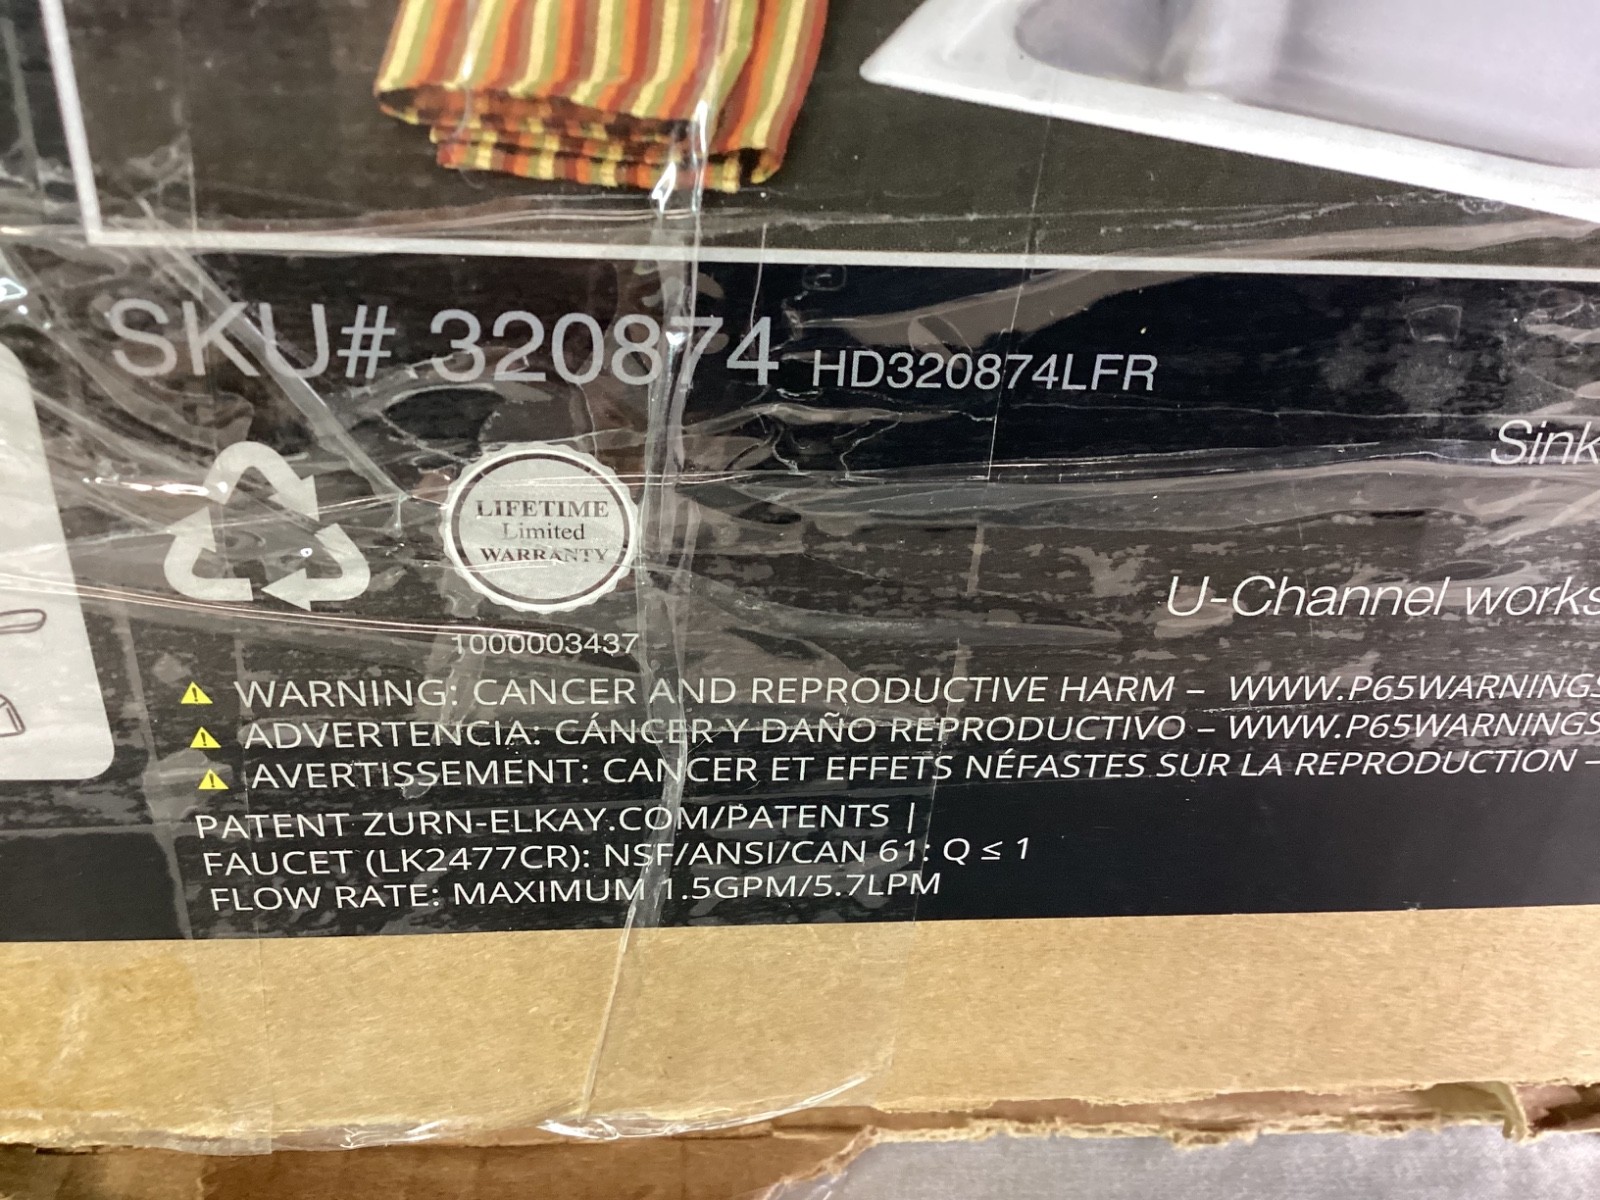 SKU# 320874 HD320874LFR
Sink
LIFETIME
Limited
WARRANTY
U-Channel works
1000003437
WARNING: CANCER AND REPRODUCTIVE HARM – WWW.P65WARNINGS
ADVERTENCIA: CÁNCER Y DAÑO REPRODUCTIVO – WWW.P65WARNINGS
AVERTISSEMENT: CANCER ET EFFETS NÉFASTES SUR LA REPRODUCTION –
PATENT ZURN-ELKAY.COM/PATENTS |
FAUCET (LK2477CR): NSF/ANSI/CAN 61: Q ≤ 1
FLOW RATE: MAXIMUM 1.5GPM/5.7LPM